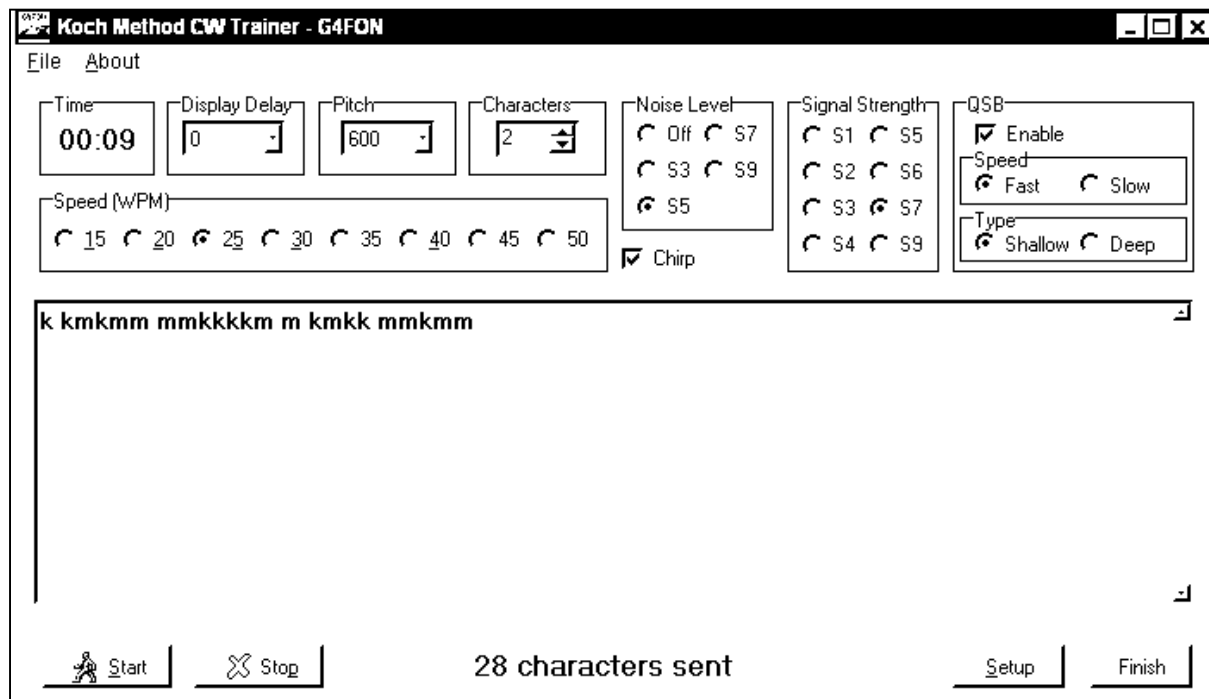 Koch Method CW Trainer - G4FON
File About
Time Display Delay Pitch Characters Noise Level Signal Strength QSB
00:09 0 600 2 Off S7 S1 S5 Enable
S3 S9 S2 S6 Speed
Fast Slow
Speed (WPM) S5 S3 S7 Type
15 20 25 30 35 40 45 50 Chirp S4 S9 Shallow Deep
k kmkmm mmkkkkm m kmkk mmkmm
Start Stop 28 characters sent Setup Finish